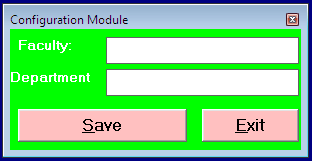 Configuration Module
Faculty:
Department
Save Exit